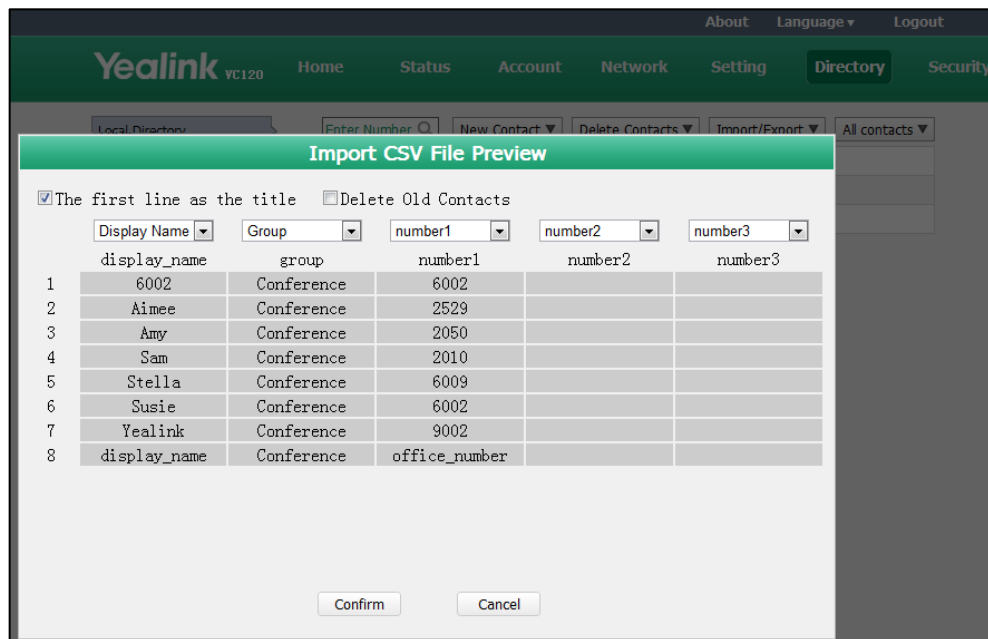 About Language ▾ Logout
Yealink VC120 Home Status Account Network Setting Directory Security
Local Directory Enter Number New Contact ▼ Delete Contacts ▼ Import/Export ▼ All contacts ▼
Import CSV File Preview
The first line as the title Delete Old Contacts
Display Name Group number1 number2 number3
display_name group number1 number2 number3
1 6002 Conference 6002
2 Aimee Conference 2529
3 Amy Conference 2050
4 Sam Conference 2010
5 Stella Conference 6009
6 Susie Conference 6002
7 Yealink Conference 9002
8 display_name Conference office_number
Confirm Cancel